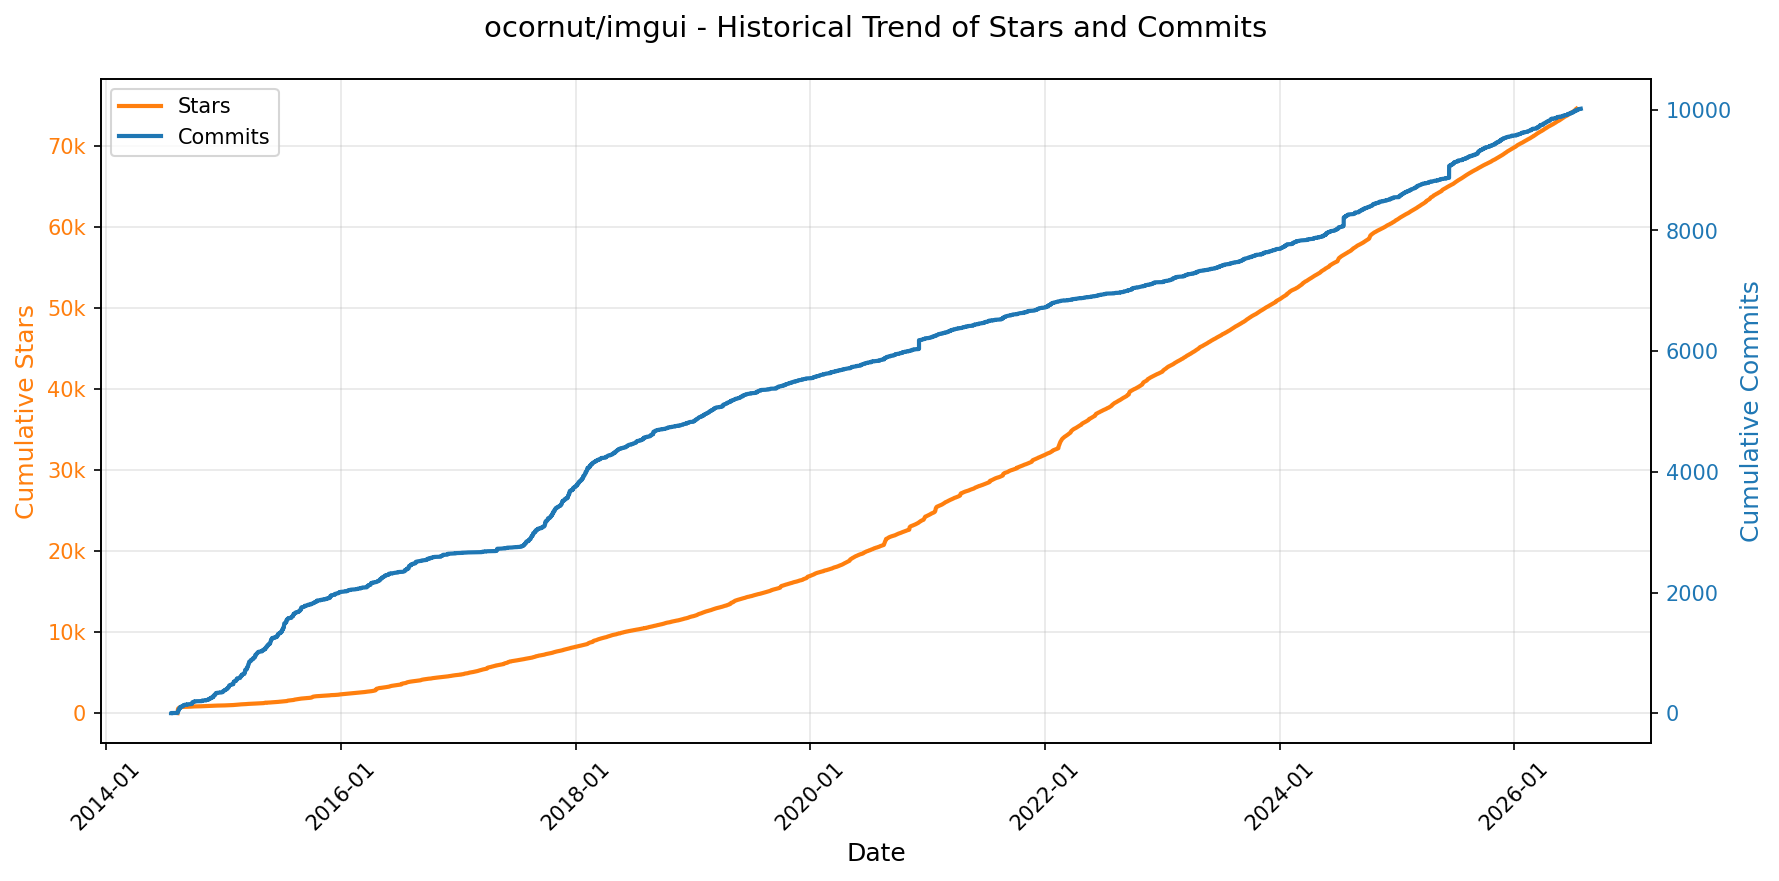 ocornut/imgui - Historical Trend of Stars and Commits
Stars
Commits
Cumulative Stars
70k
60k
50k
40k
30k
20k
10k
0
10000
8000
6000
4000
2000
0
Cumulative Commits
2014-01
2016-01
2018-01
2020-01
2022-01
2024-01
2026-01
Date